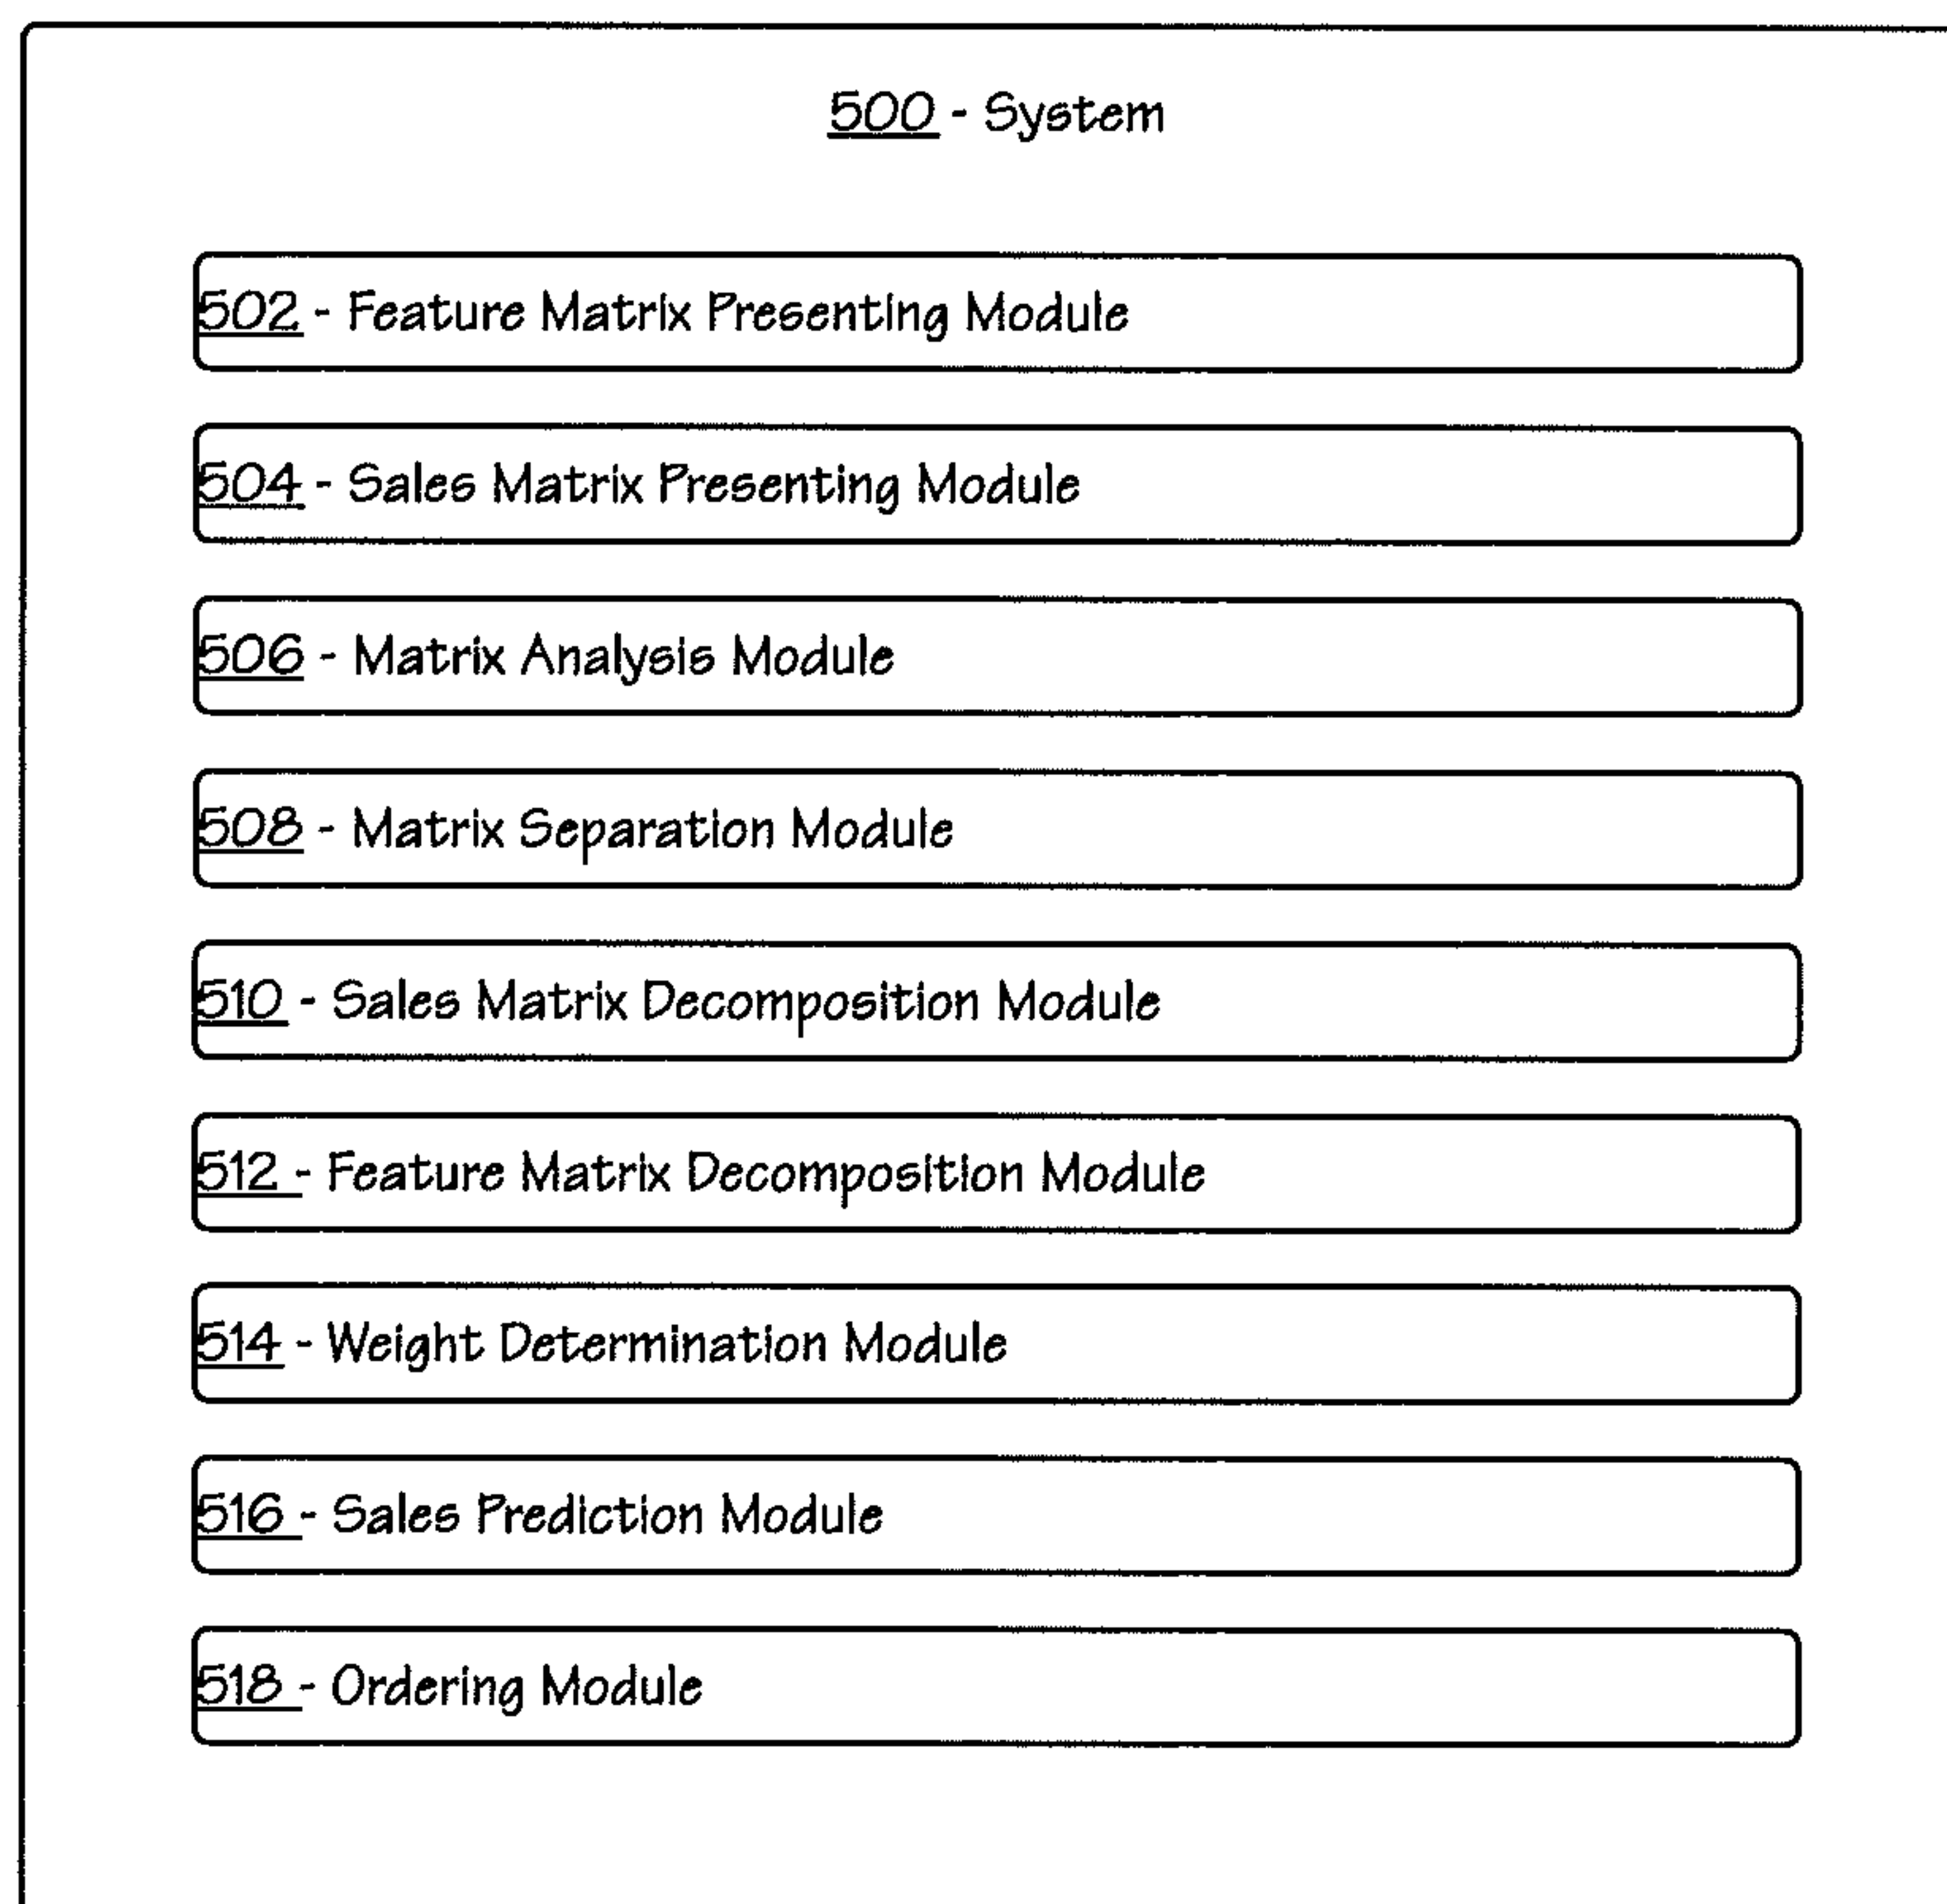 500 - System
502 - Feature Matrix Presenting Module
504 - Sales Matrix Presenting Module
506 - Matrix Analysis Module
508 - Matrix Separation Module
510 - Sales Matrix Decomposition Module
512 - Feature Matrix Decomposition Module
514 - Weight Determination Module
516 - Sales Prediction Module
518 - Ordering Module